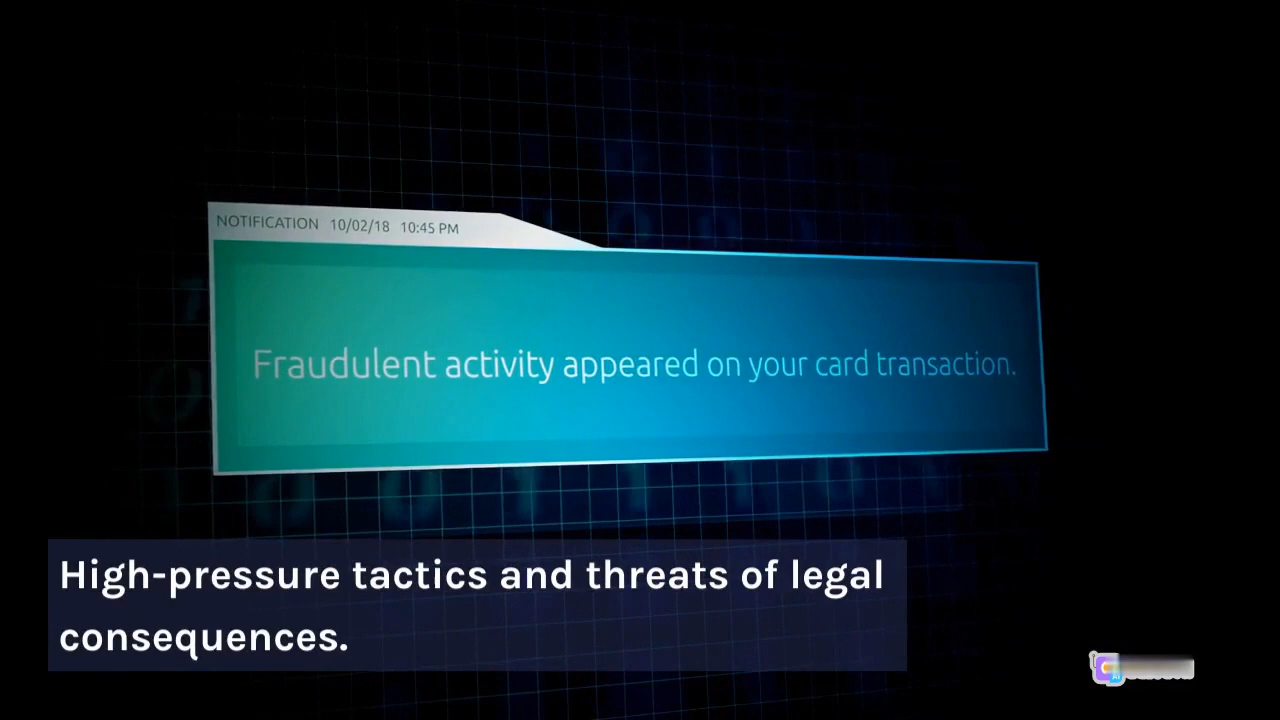 NOTIFICATION 10/02/18 10:45 PM
Fraudulent activity appeared on your card transaction.
High-pressure tactics and threats of legal
consequences.